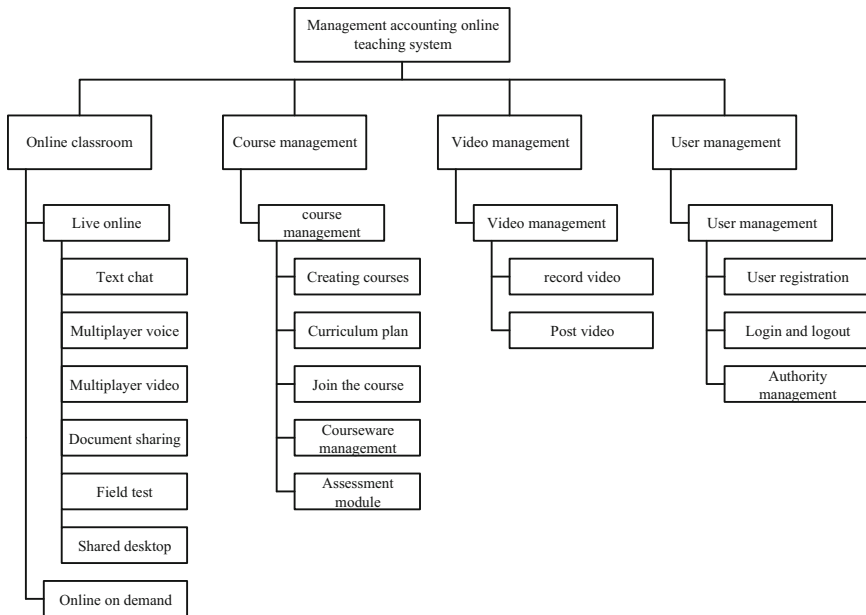 Management accounting online
teaching system
Online classroom
Course management
Video management
User management
Live online
course
management
Video management
User management
Text chat
Creating courses
record video
User registration
Multiplayer voice
Curriculum plan
Post video
Login and logout
Multiplayer video
Join the course
Authority
management
Document sharing
Courseware
management
Field test
Assessment
module
Shared desktop
Online on demand